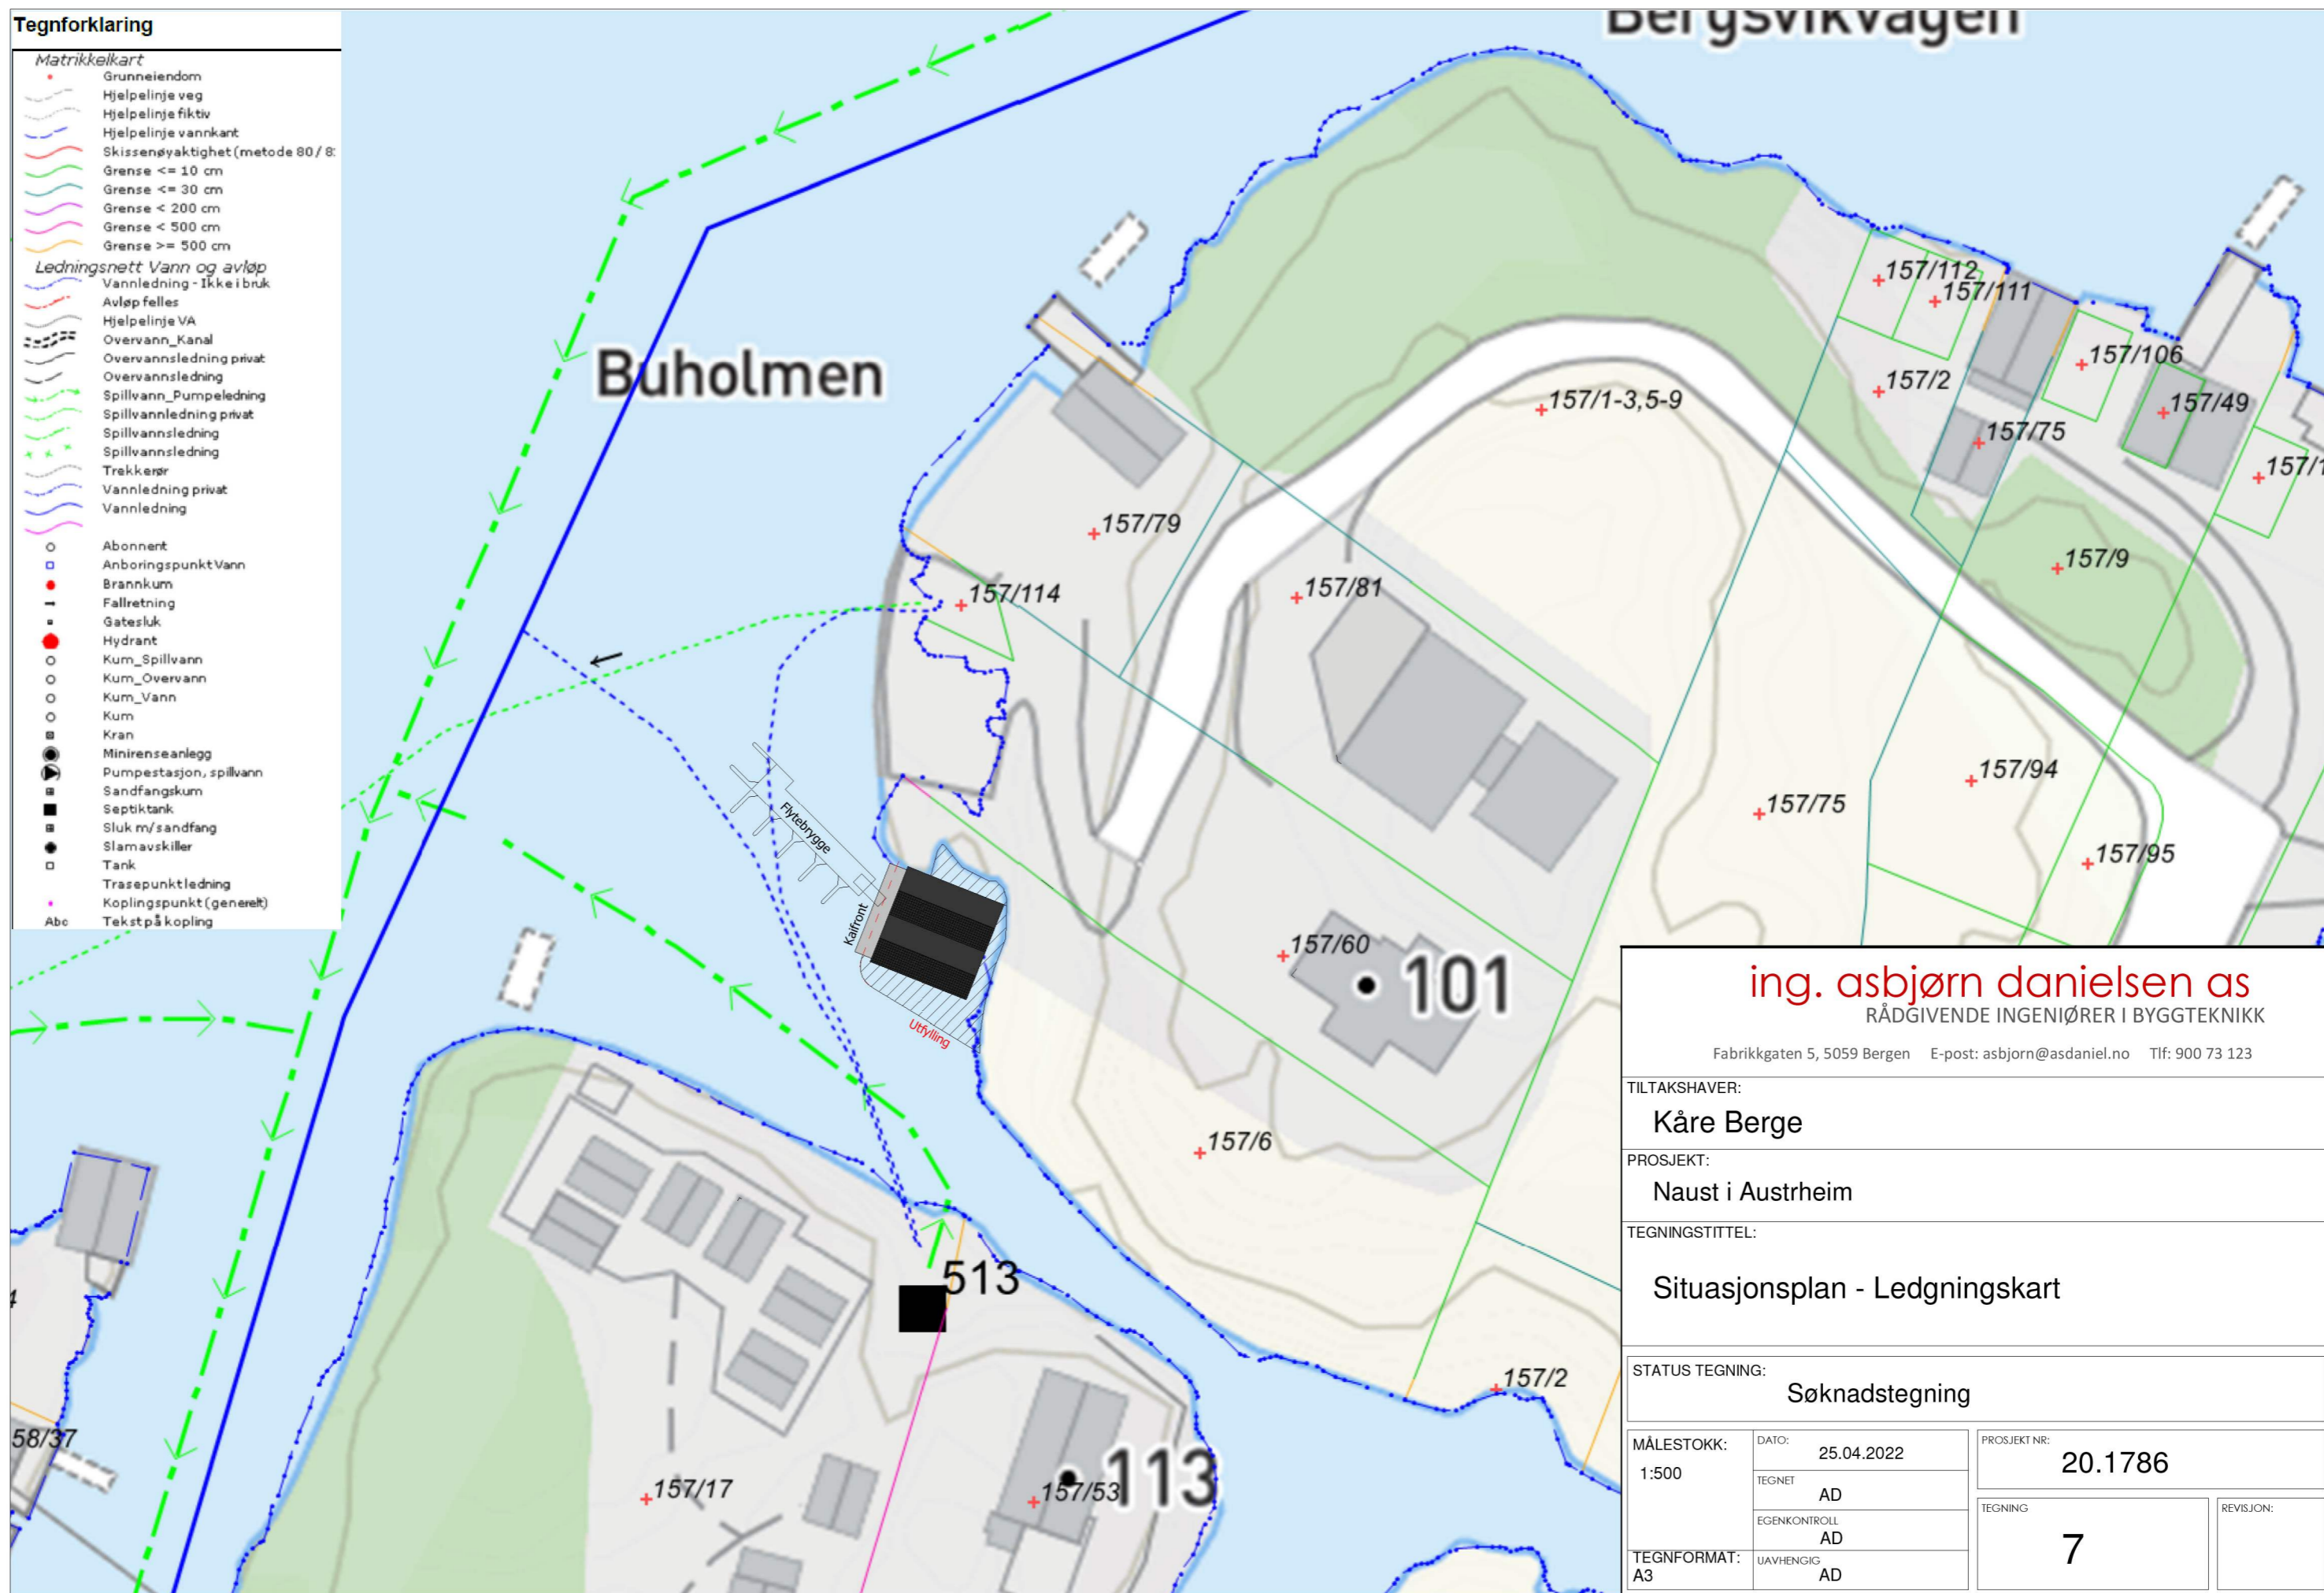 Tegnforklaring
Matrikkelkart
Grunneiendom
Hjelpelinje veg
Hjelpelinje fiktiv
Hjelpelinje vannkant
Skissenøyaktighet (metode 80 / 8
Grense <= 10 cm
Grense <= 30 cm
Grense < 200 cm
Grense < 500 cm
Grense >= 500 cm
Ledningsnett Vann og avløp
Vannledning - Ikke i bruk
Avløp felles
Hjelpelinje VA
Overvann_Kanal
Overvannsledning privat
Overvannsledning
Spillvann_Pumpeledning
Spillvannledning privat
Spillvannsledning
Spillvannsledning
Trekkerør
Vannledning privat
Vannledning
Abonnent
Anboringspunkt Vann
Brannkum
Fallretning
Gatesluk
Hydrant
Kum_Spillvann
Kum_Overvann
Kum_Vann
Kum
Kran
Minirenseanlegg
Pumpestasjon, spillvann
Sandfangskum
Septiktank
Sluk m/ sandfang
Slamavskiller
Tank
Trasepunkt ledning
Koplingspunkt (generelt)
Abc Tekst på kopling
Bergsvikvågen
Buholmen
157/112
157/111
157/106
157/2
157/49
157/75
157/1
157/1-3,5-9
157/79
157/9
157/114
157/81
157/94
157/75
157/95
Flytebrygge
Kaifront
Utfylling
157/60
101
157/6
513
157/2
4
58/37
157/17
157/53
113
ing. asbjørn danielsen as
RÅDGIVENDE INGENIØRER I BYGGTEKNIKK
Fabrikkgaten 5, 5059 Bergen E-post: asbjorn@asdaniel.no Tlf: 900 73 123
TILTAKSHAVER:
Kåre Berge
PROSJEKT:
Naust i Austrheim
TEGNINGSTITTEL:
Situasjonsplan - Ledgningskart
STATUS TEGNING:
Søknadstegning
MÅLESTOKK:
1:500
DATO:
25.04.2022
TEGNET
AD
EGENKONTROLL
AD
TEGNFORMAT:
A3
UAVHENGIG
AD
PROSJEKT NR:
20.1786
TEGNING
7
REVISJON: